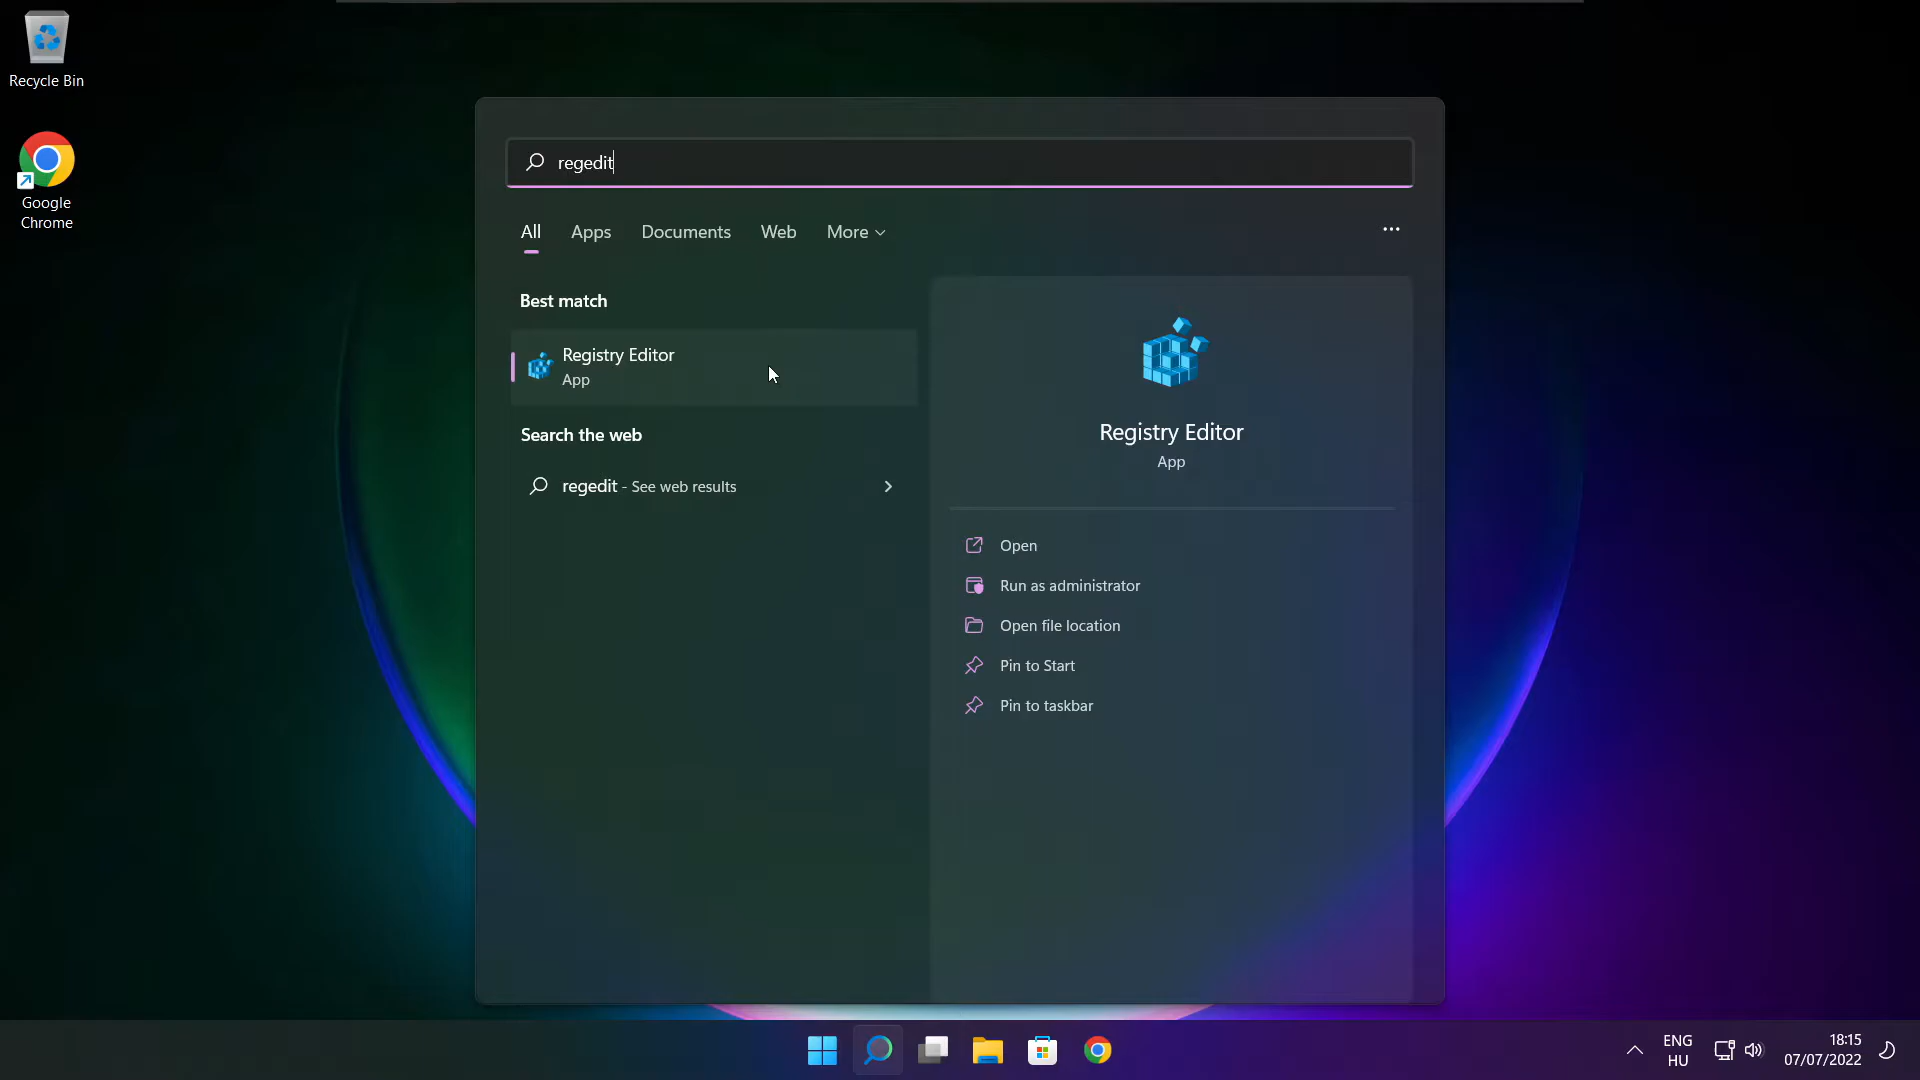 Recycle Bin
Google
Chrome
regedit
All Apps Documents Web More
Best match
Registry Editor
App
Search the web
regedit - See web results
Registry Editor
App
Open
Run as administrator
Open file location
Pin to Start
Pin to taskbar
ENG
HU
18:15
07/07/2022